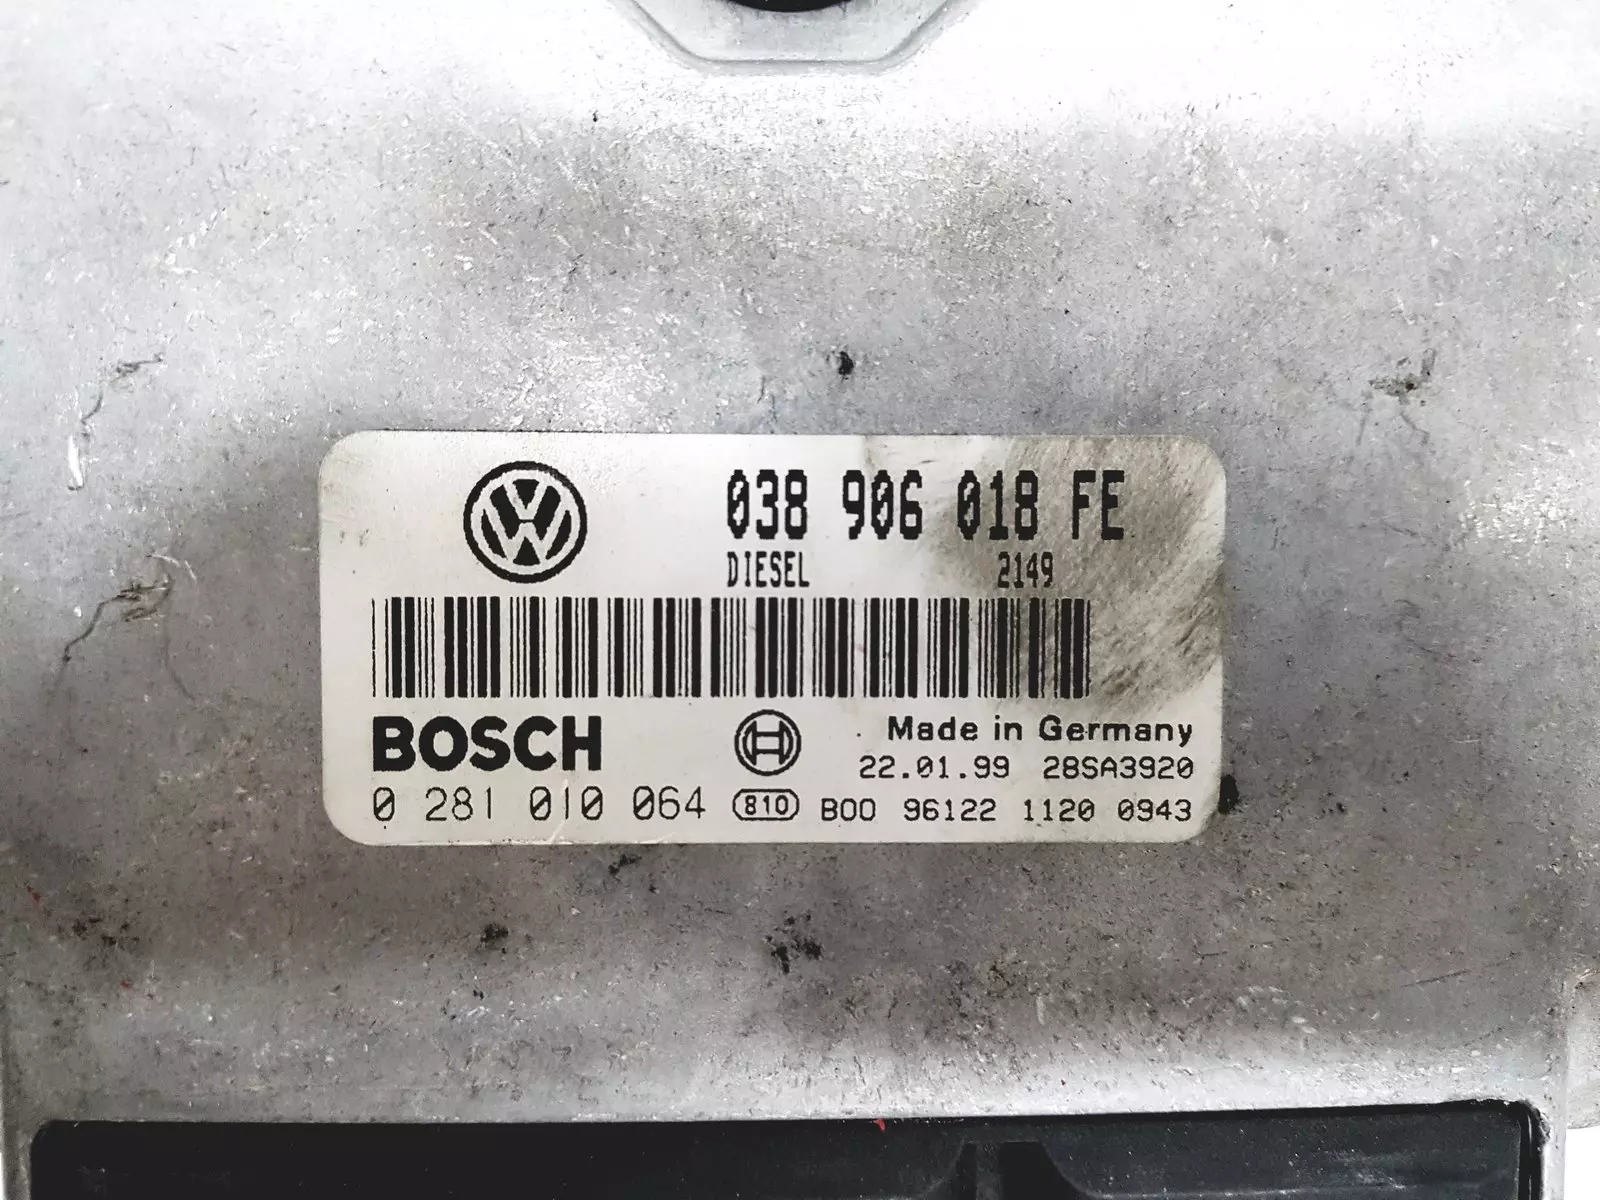 038 906 018 FE
DIESEL 2149
BOSCH Made in Germany
22.01.99 28SA3920
0 281 010 064 810 B00 96122 1120 0943